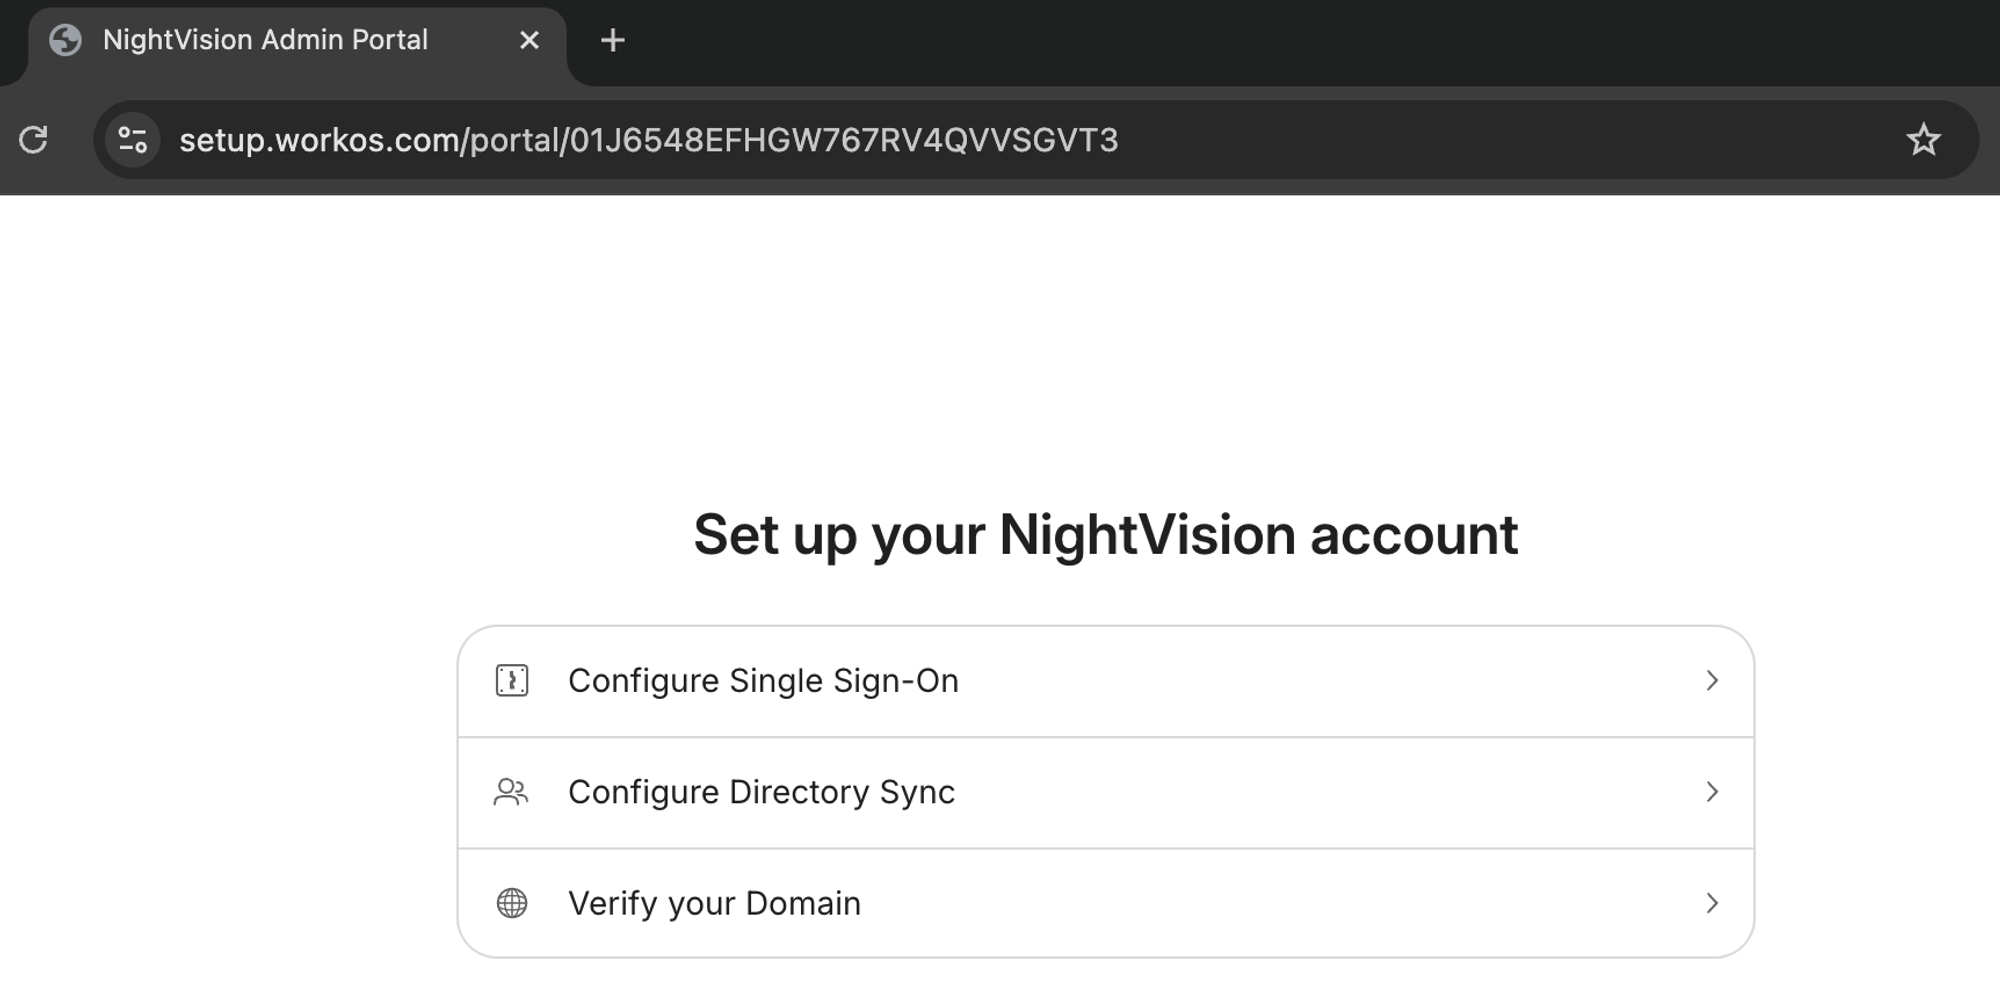 NightVision Admin Portal
setup.workos.com/portal/01J6548EFHGW767RV4QVVSGVT3
Set up your NightVision account
Configure Single Sign-On
Configure Directory Sync
Verify your Domain